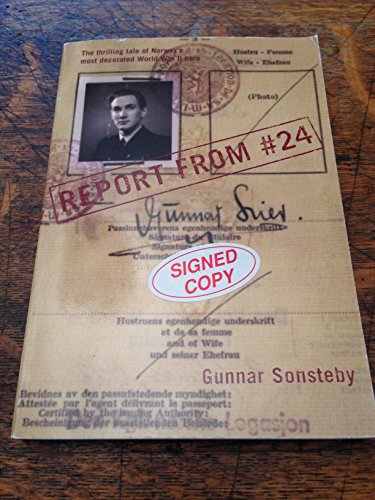 The thrilling tale of Norway's
most decorated World War II hero
Hustru - Femme
Wife - Ehefrau
(Photo)
REPORT FROM #24
Gunnar
Passinnehaverens egenhendige underskrift
Signature du titulaire
Signature
SIGNED
COPY
Hustruens egenhendige underskrift
et de sa femme
and of Wife
und seiner Ehefrau
Gunnar Sonsteby
Bevidnes av den passutstedende myndighet:
Attestée par l'agent délivrant le passeport:
Certified by the issuing Authority:
Bescheinigung der ausstellenden Behörde:
Legasjon